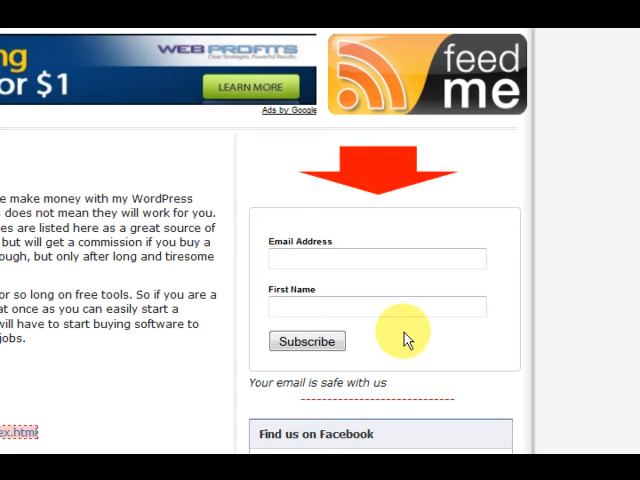 ng
or $1
WEB PROFITS
Clear Strategies. Powerful Results.
LEARN MORE
Ads by Google
feed
me
e make money with my WordPress
does not mean they will work for you.
es are listed here as a great source of
but will get a commission if you buy a
ough, but only after long and tiresome
or so long on free tools. So if you are a
at once as you can easily start a
will have to start buying software to
jobs.
ex.html
Email Address
First Name
Subscribe
Your email is safe with us
Find us on Facebook